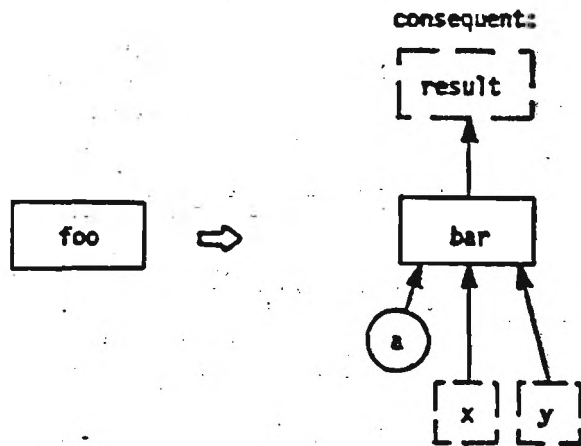 consequent:
result
foo
bar
a
x
y